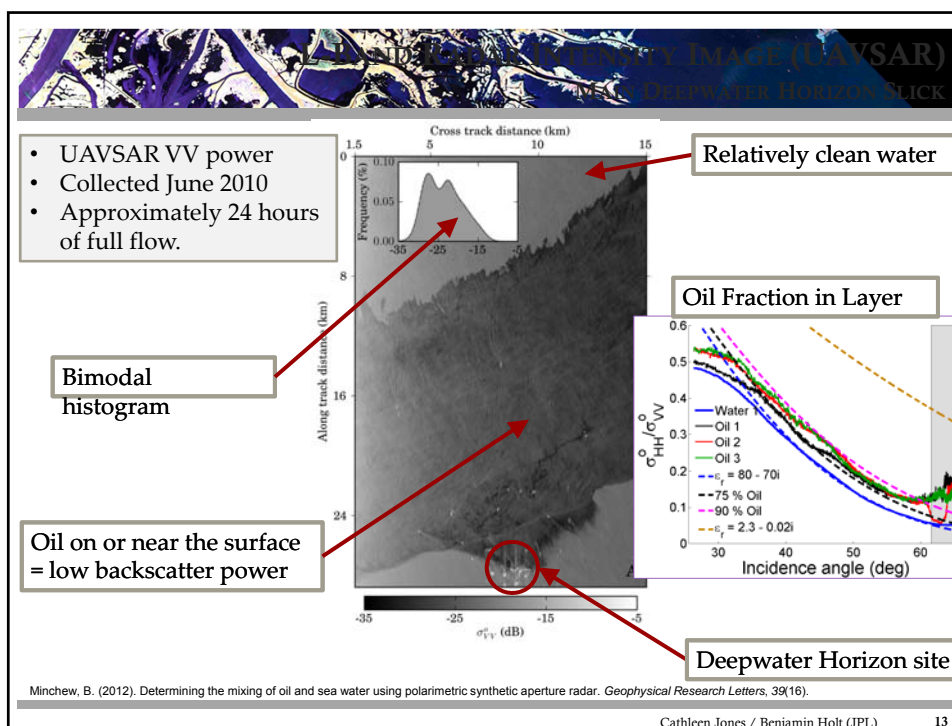 L-BAND RADAR INTENSITY IMAGE (UAVSAR)
MAIN DEEPWATER HORIZON SLICK
• UAVSAR VV power
• Collected June 2010
• Approximately 24 hours
of full flow.
Cross track distance (km)
1.5 5 10 15
0
8
16
24
Along track distance (km)
Frequency (%)
0.10
0.05
0.00
-35 -25 -15 -5
Relatively clean water
Bimodal
histogram
Oil on or near the surface
= low backscatter power
A
-35 -25 -15 -5
σ°VV (dB)
Oil Fraction in Layer
0.6
0.5
0.4
0.3
0.2
0.1
0
σ°HH/σ°VV
Water 1
Oil 1
Oil 2
Oil 3
εr = 80 - 70i
75 % Oil
90 % Oil
εr = 2.3 - 0.02i
30 40 50 60
Incidence angle (deg)
Deepwater Horizon site
Minchew, B. (2012). Determining the mixing of oil and sea water using polarimetric synthetic aperture radar. Geophysical Research Letters, 39(16).
Cathleen Jones / Benjamin Holt (JPL) 13